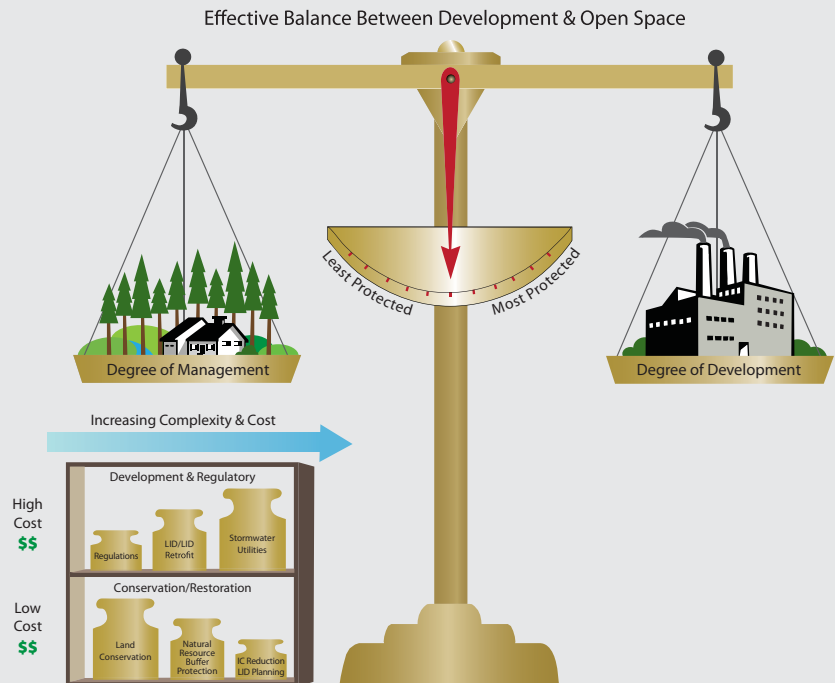 Effective Balance Between Development & Open Space
Least Protected
Most Protected
Degree of Management
Degree of Development
Increasing Complexity & Cost
High
Cost
$$
Development & Regulatory
Regulations
LID/LID
Retrofit
Stormwater
Utilities
Low
Cost
$$
Conservation/Restoration
Land
Conservation
Natural
Resource
Buffer
Protection
IC Reduction
LID Planning